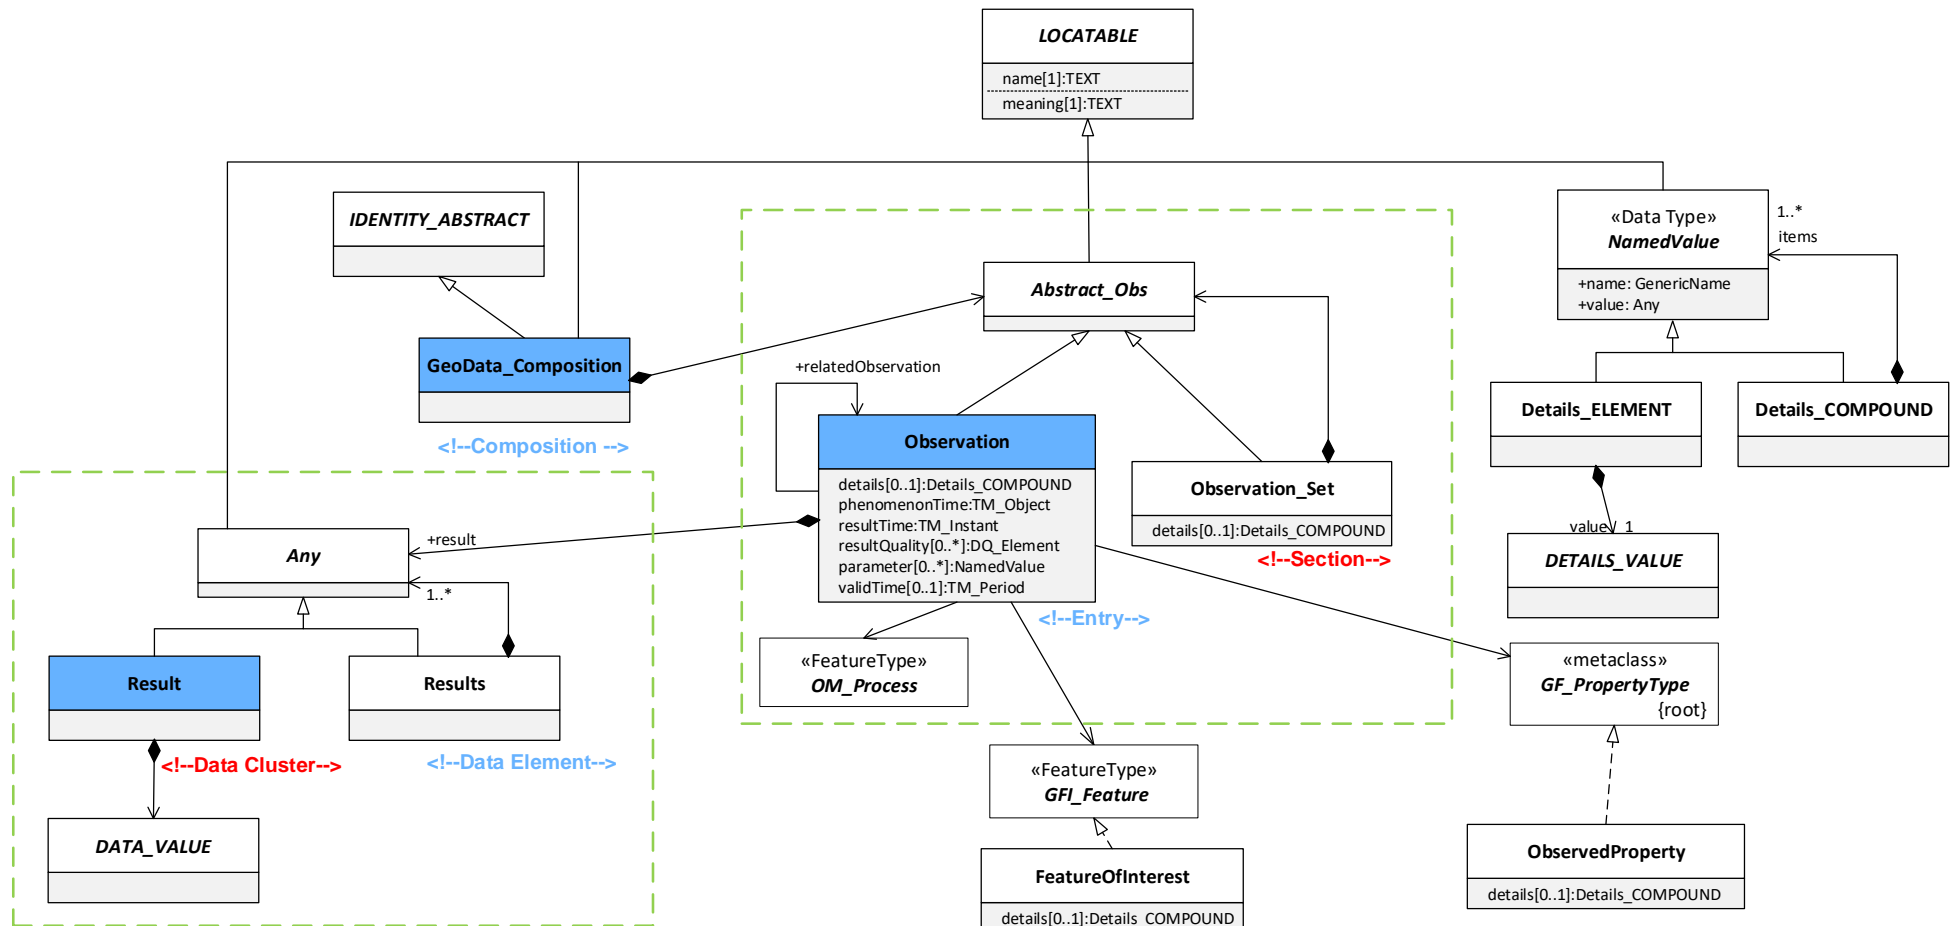 LOCATABLE
name[1]:TEXT
meaning[1]:TEXT
IDENTITY_ABSTRACT
«Data Type»
NamedValue
+name: GenericName
+value: Any
1..*
items
Abstract_Obs
GeoData_Composition
<!--Composition -->
+relatedObservation
Observation
details[0..1]:Details_COMPOUND
phenomenonTime:TM_Object
resultTime:TM_Instant
resultQuality[0..*]:DQ_Element
parameter[0..*]:NamedValue
validTime[0..1]:TM_Period
<!--Entry-->
Observation_Set
details[0..1]:Details_COMPOUND
<!--Section-->
Details_ELEMENT
Details_COMPOUND
value
1
DETAILS_VALUE
+result
Any
1..*
Result
Results
<!--Data Cluster-->
<!--Data Element-->
DATA_VALUE
«FeatureType»
OM_Process
«FeatureType»
GFI_Feature
«metaclass»
GF_PropertyType
{root}
FeatureOfInterest
details[0..1]:Details_COMPOUND
ObservedProperty
details[0..1]:Details_COMPOUND